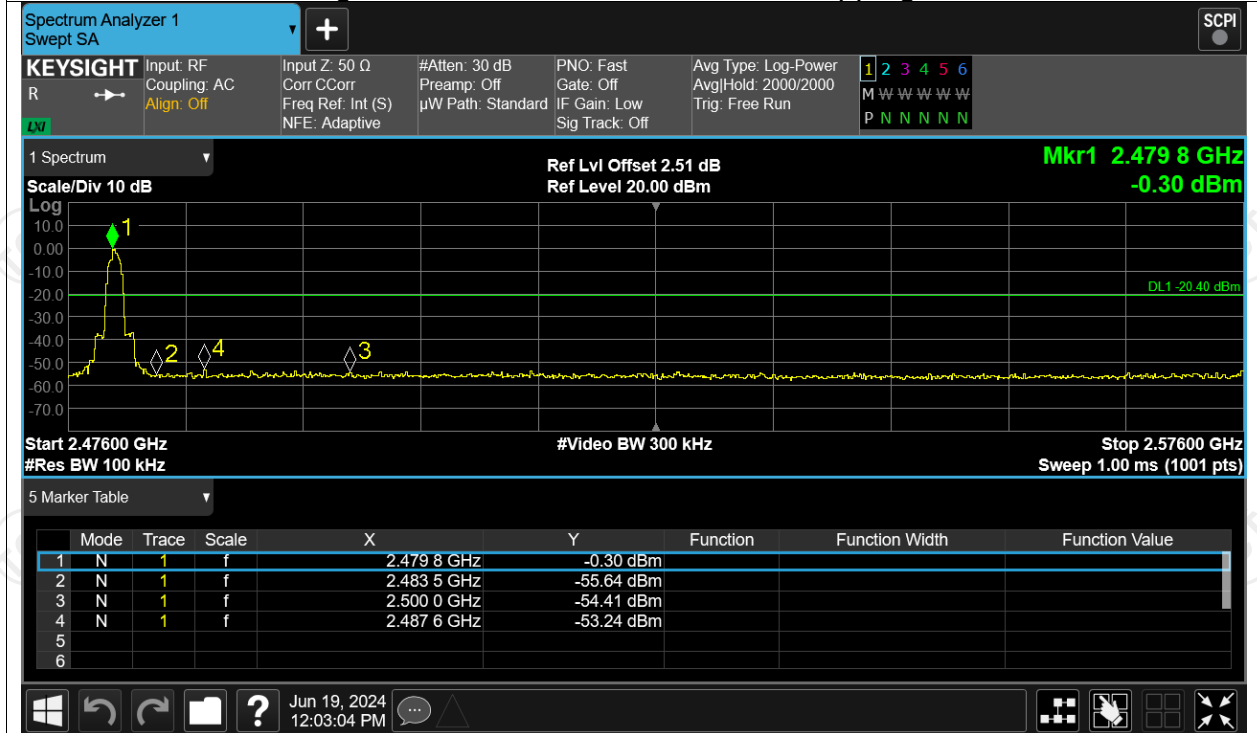 Spectrum Analyzer 1
Swept SA
+
SCPI
KEYSIGHT Input: RF Input Z: 50 Ω #Atten: 30 dB PNO: Fast Avg Type: Log-Power 1 2 3 4 5 6
R Coupling: AC Corr CCorr Preamp: Off Gate: Off Avg|Hold: 2000/2000 M W W W W W
Align: Off Freq Ref: Int (S) µW Path: Standard IF Gain: Low Trig: Free Run
LXI NFE: Adaptive Sig Track: Off P N N N N N
1 Spectrum Ref Lvl Offset 2.51 dB Mkr1 2.479 8 GHz
Scale/Div 10 dB Ref Level 20.00 dBm -0.30 dBm
Log
10.0 1
0.00
-10.0
-20.0 DL1 -20.40 dBm
-30.0
-40.0
-50.0 2 4 3
-60.0
-70.0
Start 2.47600 GHz #Video BW 300 kHz Stop 2.57600 GHz
#Res BW 100 kHz Sweep 1.00 ms (1001 pts)
5 Marker Table
Mode Trace Scale X Y Function Function Width Function Value
1 N 1 f 2.479 8 GHz -0.30 dBm
2 N 1 f 2.483 5 GHz -55.64 dBm
3 N 1 f 2.500 0 GHz -54.41 dBm
4 N 1 f 2.487 6 GHz -53.24 dBm
5
6
? Jun 19, 2024
12:03:04 PM